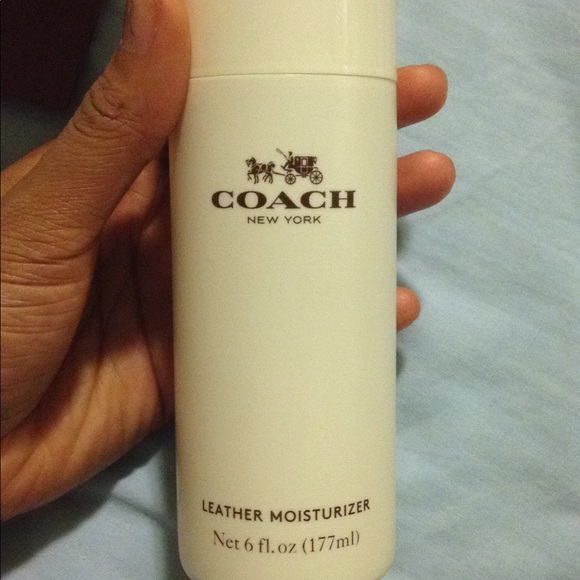 COACH
NEW YORK
LEATHER MOISTURIZER
Net 6 fl. oz (177ml)